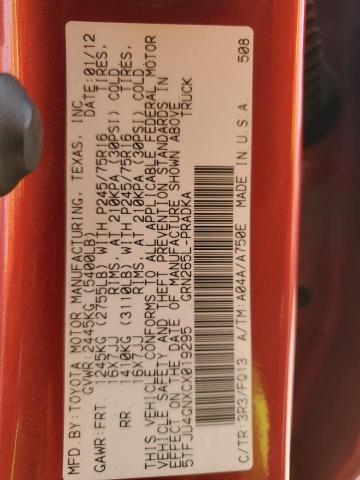 MFD.BY:TOYOTA MOTOR MANUFACTURING, TEXAS, INC.
GVWR:2445KG (5400LB) DATE:01/12
GAWR:FRT. 1245KG (2755LB) WITH P245/75R16 TIRES,
16X7JJ RIMS, AT 210KPA (30PSI) COLD
RR. 1410KG (3110LB) WITH P245/75R16 TIRES,
16X7JJ RIMS, AT 210KPA (30PSI) COLD
THIS VEHICLE CONFORMS TO ALL APPLICABLE FEDERAL MOTOR
VEHICLE SAFETY AND THEFT PREVENTION STANDARDS IN
EFFECT ON THE DATE OF MANUFACTURE SHOWN ABOVE.
5TFJU4GNXCX019295 GRN265L-PRADKA TRUCK
C/TR:3R3/FQ13 A/TM:A04A/A750E MADE IN U.S.A 508